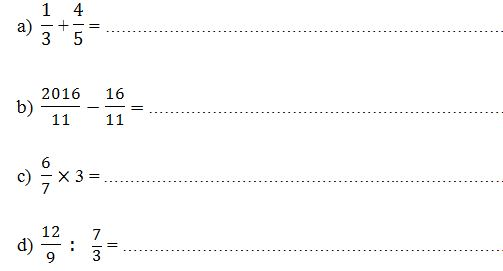 a) 1/3 + 4/5 = ........................................................
b) 2016/11 − 16/11 = ........................................................
c) 6/7 × 3 = ........................................................
d) 12/9 : 7/3 = ........................................................